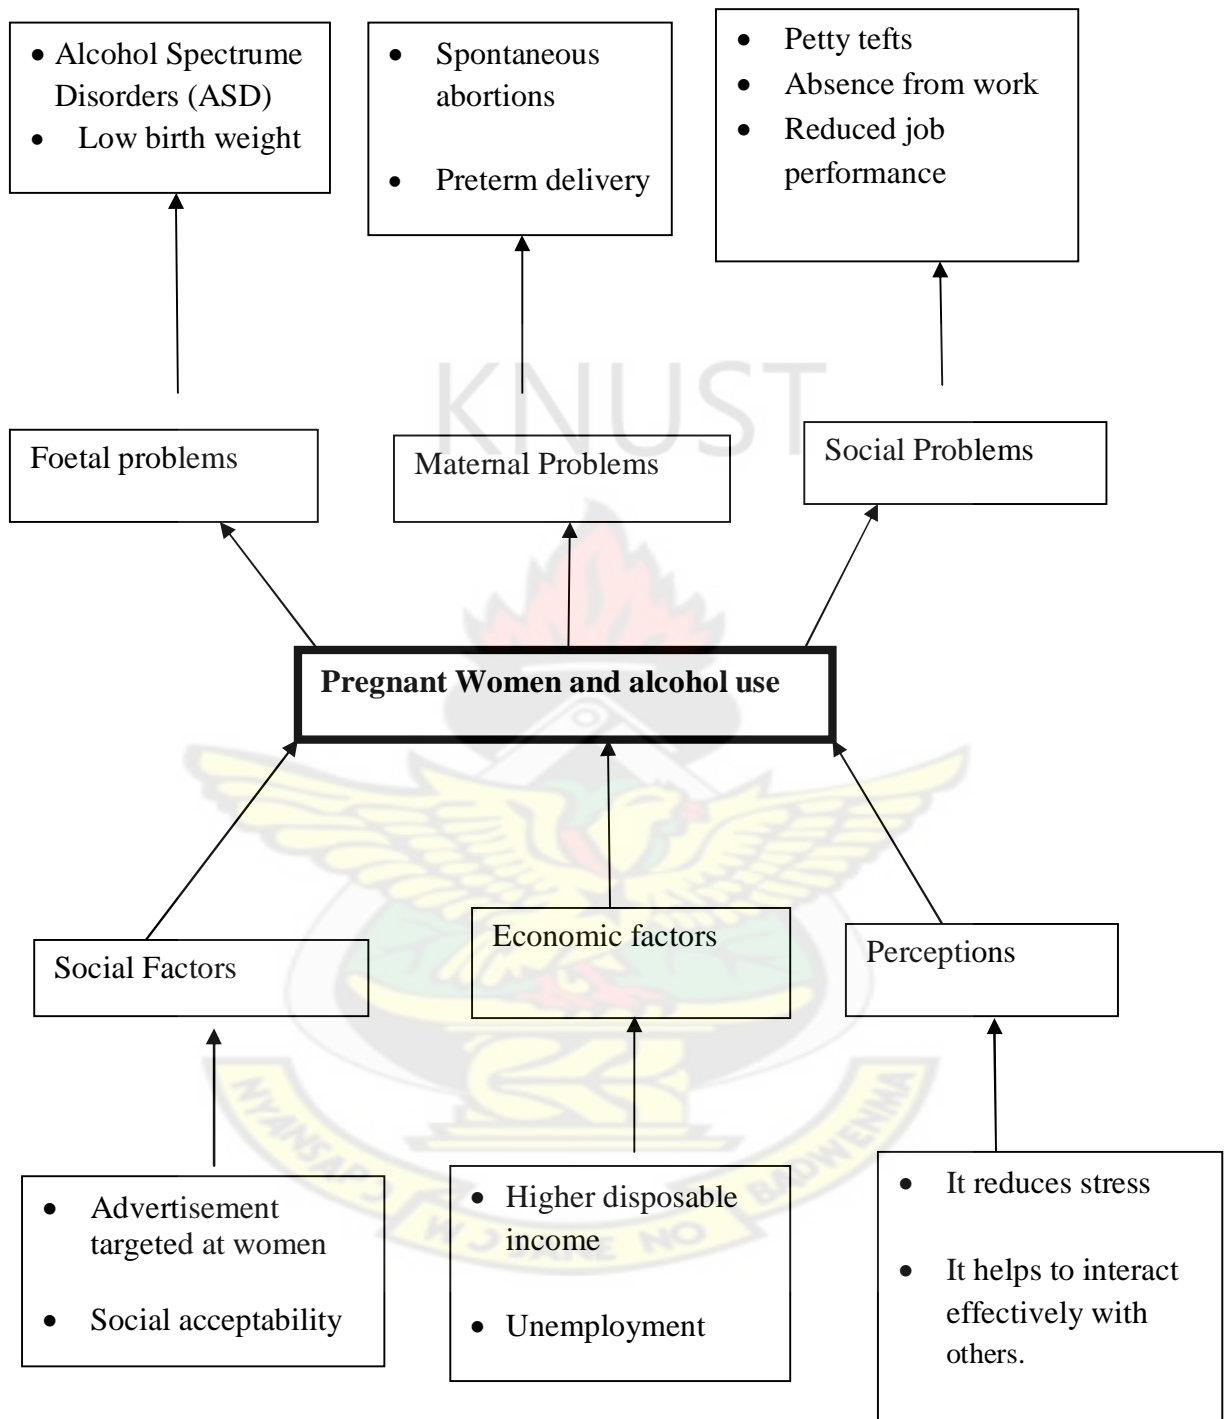 • Alcohol Spectrume
Disorders (ASD)
• Low birth weight
• Spontaneous
abortions
• Preterm delivery
• Petty tefts
• Absence from work
• Reduced job
performance
KNUST
Foetal problems
Maternal Problems
Social Problems
Pregnant Women and alcohol use
Social Factors
Economic factors
Perceptions
NYANSAPƆ WƆSANE NO BADWENMA
• Advertisement
targeted at women
• Social acceptability
• Higher disposable
income
• Unemployment
• It reduces stress
• It helps to interact
effectively with
others.